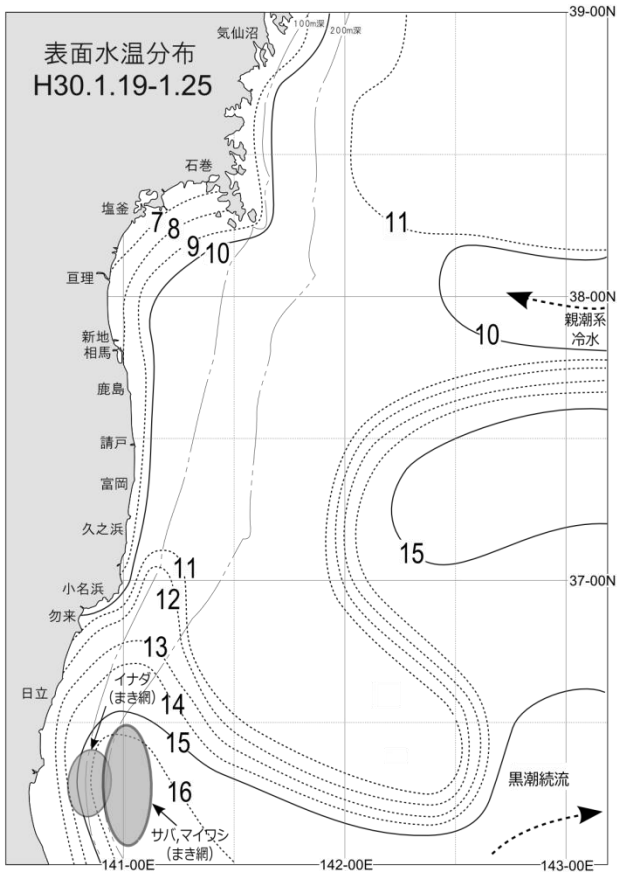 表面水温分布
H30.1.19-1.25
気仙沼
100m深
200m深
39-00N
石巻
塩釜
7
8
9
10
11
亘理
38-00N
親潮系
冷水
10
新地
相馬
鹿島
請戸
富岡
久之浜
15
小名浜
勿来
11
12
37-00N
13
日立
イナダ
(まき網)
14
15
16
黒潮続流
サバ,マイワシ
(まき網)
141-00E
142-00E
143-00E